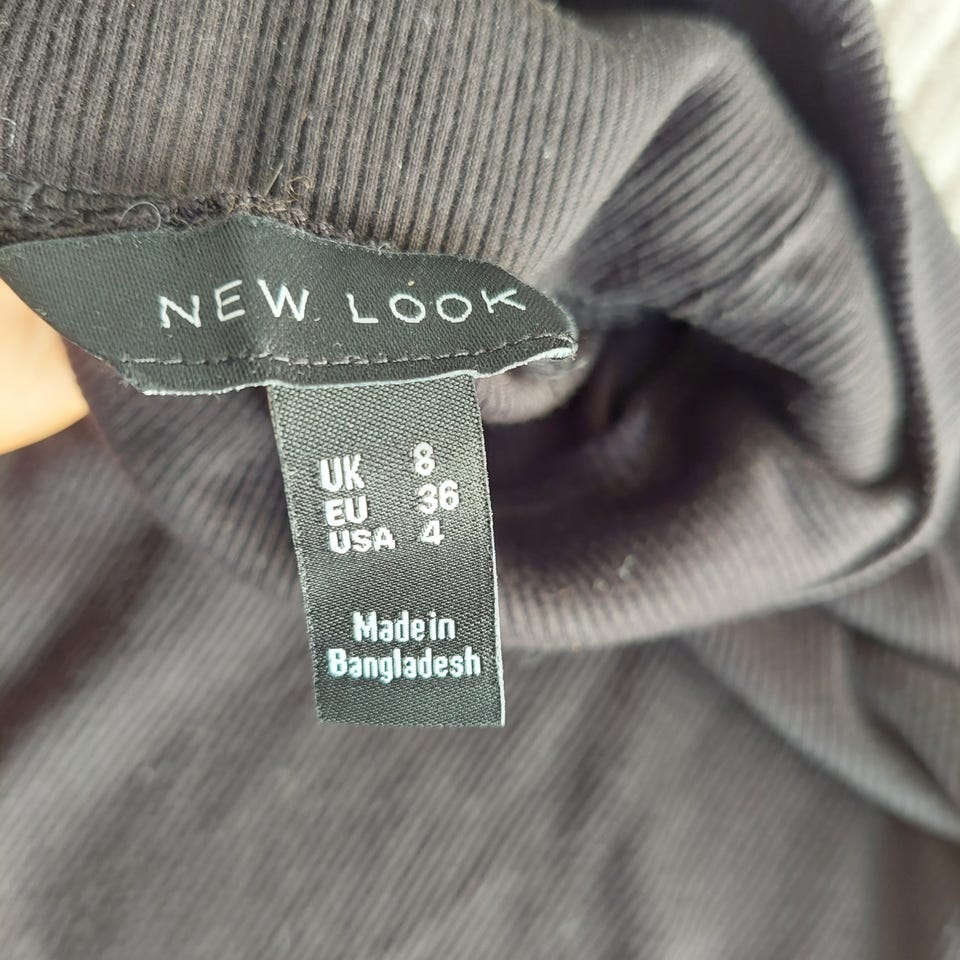 NEW LOOK
UK 8
EU 36
USA 4
Made in
Bangladesh